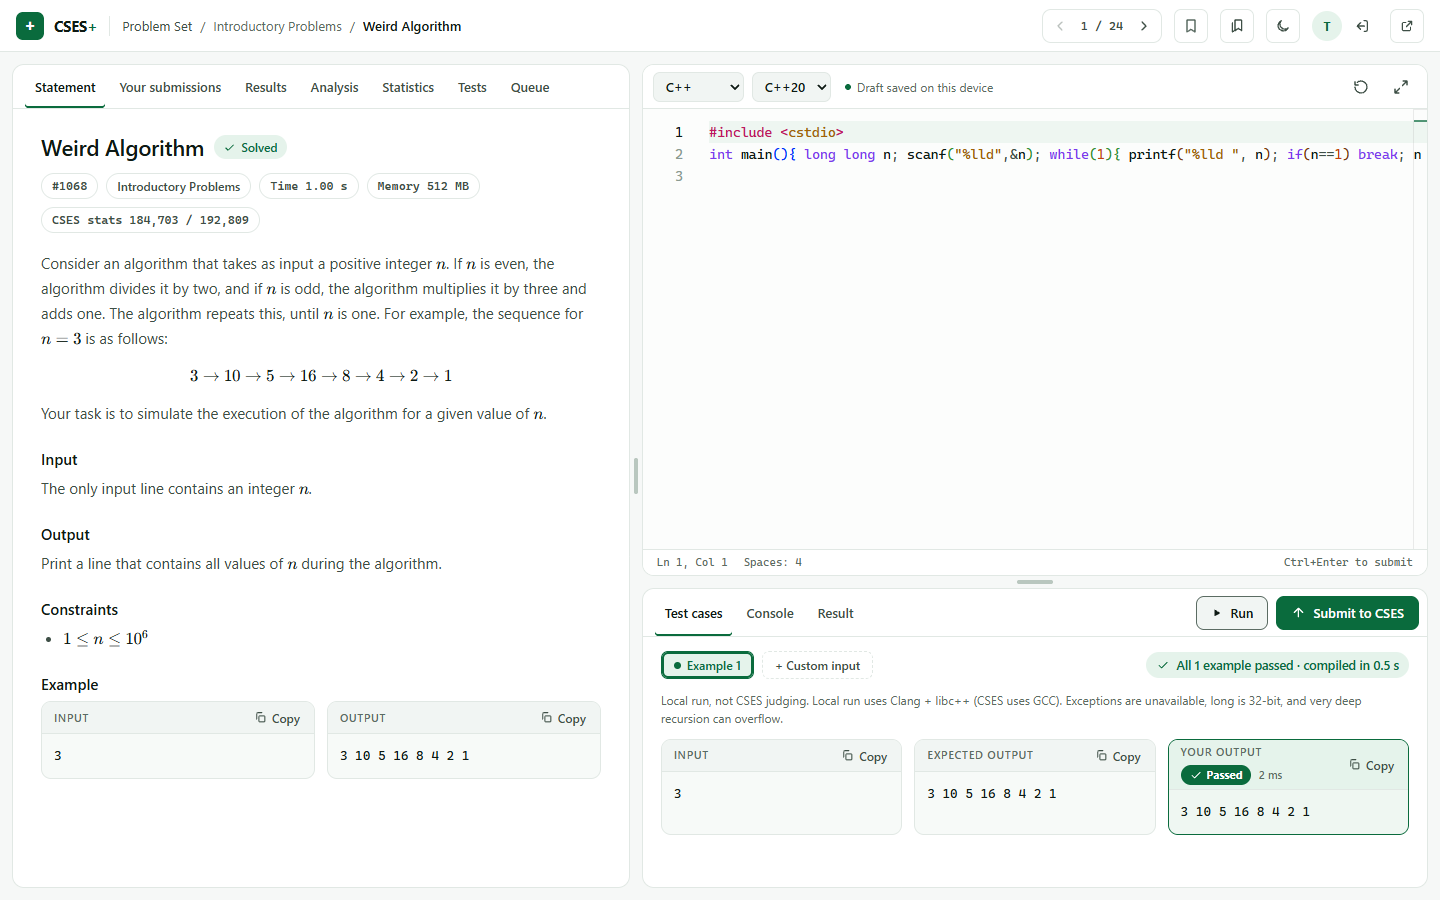 CSES+
Problem Set / Introductory Problems / Weird Algorithm
1 / 24
T
Statement
Your submissions
Results
Analysis
Statistics
Tests
Queue
Weird Algorithm
Solved
#1068
Introductory Problems
Time 1.00 s
Memory 512 MB
CSES stats 184,703 / 192,809
Consider an algorithm that takes as input a positive integer n. If n is even, the
algorithm divides it by two, and if n is odd, the algorithm multiplies it by three and
adds one. The algorithm repeats this, until n is one. For example, the sequence for
n = 3 is as follows:
3 → 10 → 5 → 16 → 8 → 4 → 2 → 1
Your task is to simulate the execution of the algorithm for a given value of n.
Input
The only input line contains an integer n.
Output
Print a line that contains all values of n during the algorithm.
Constraints
• 1 ≤ n ≤ 10⁶
Example
INPUT
Copy
3
OUTPUT
Copy
3 10 5 16 8 4 2 1
C++
C++20
Draft saved on this device
1 #include <cstdio>
2 int main(){ long long n; scanf("%lld",&n); while(1){ printf("%lld ", n); if(n==1) break; n
3
Ln 1, Col 1
Spaces: 4
Ctrl+Enter to submit
Test cases
Console
Result
Run
Submit to CSES
Example 1
+ Custom input
All 1 example passed · compiled in 0.5 s
Local run, not CSES judging. Local run uses Clang + libc++ (CSES uses GCC). Exceptions are unavailable, long is 32-bit, and very deep
recursion can overflow.
INPUT
Copy
3
EXPECTED OUTPUT
Copy
3 10 5 16 8 4 2 1
YOUR OUTPUT
Passed
2 ms
Copy
3 10 5 16 8 4 2 1